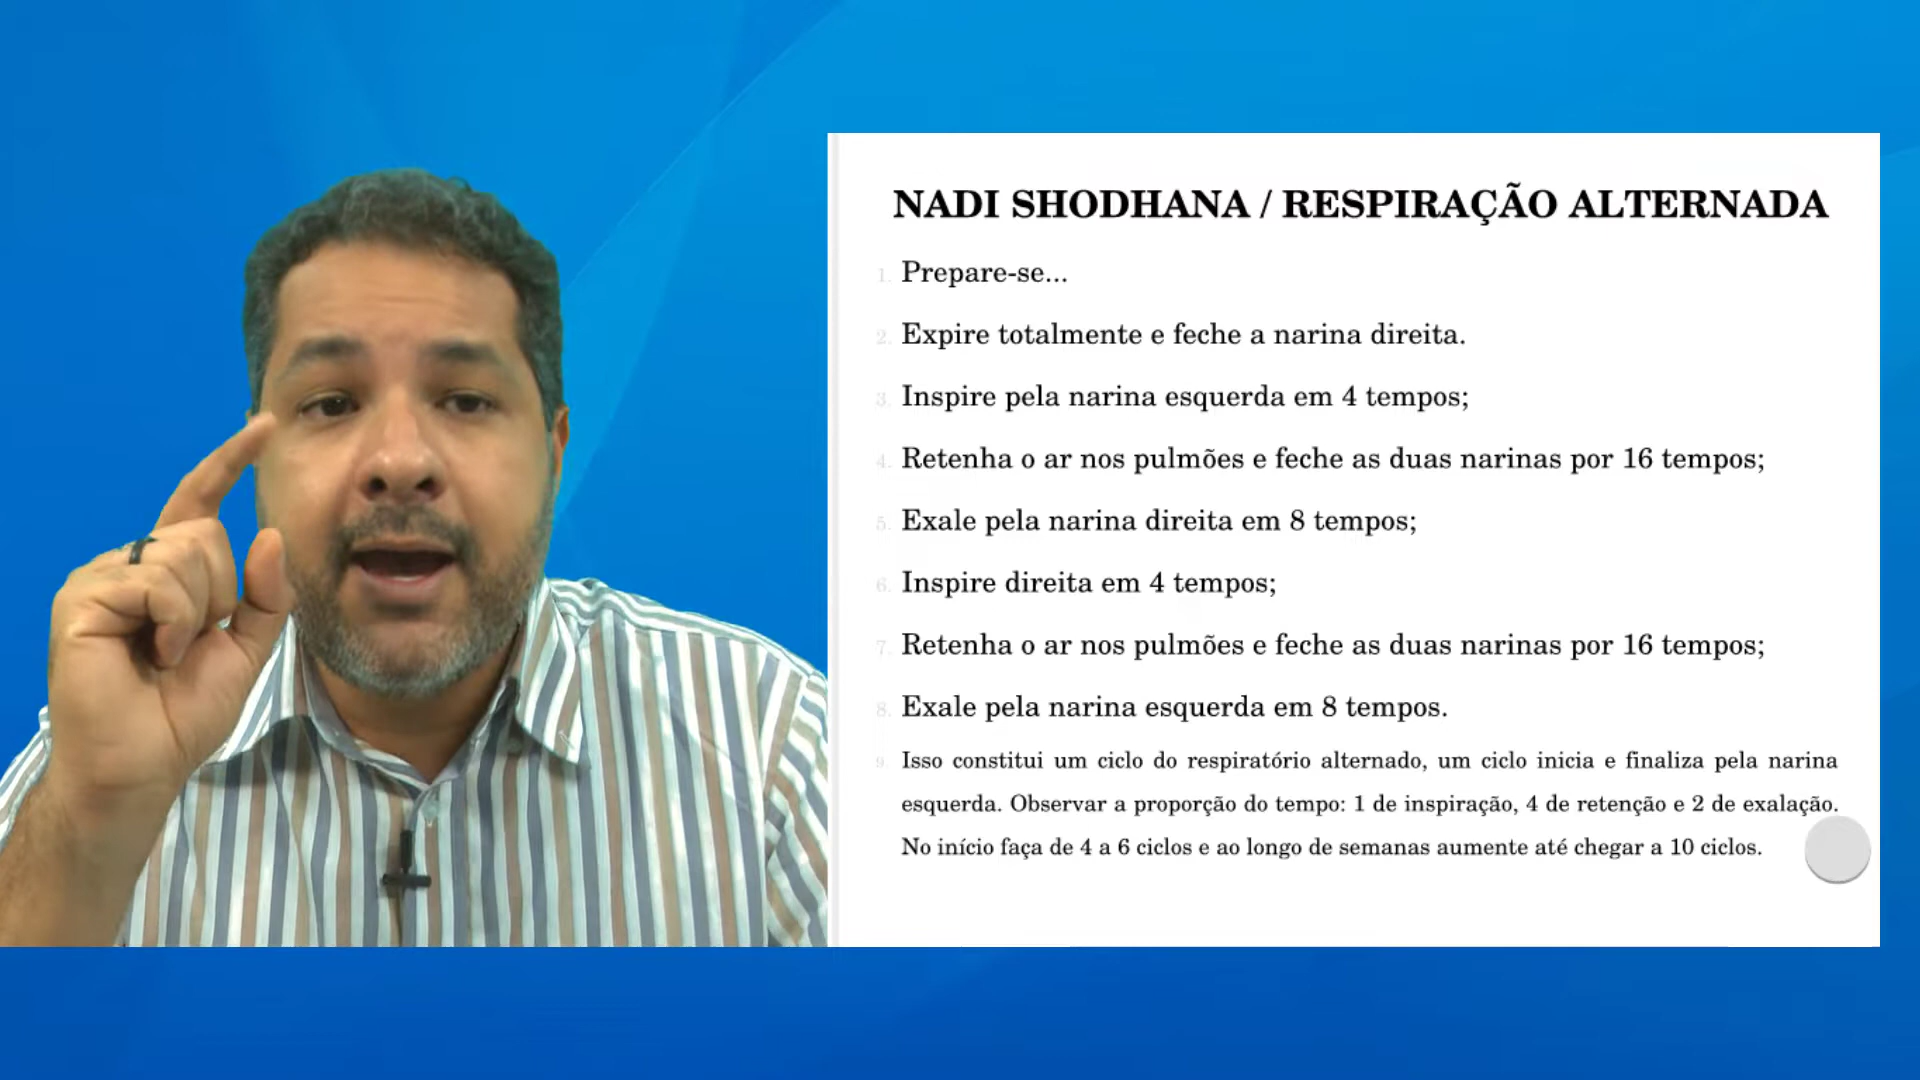 NADI SHODHANA / RESPIRAÇÃO ALTERNADA
1. Prepare-se...
2. Expire totalmente e feche a narina direita.
3. Inspire pela narina esquerda em 4 tempos;
4. Retenha o ar nos pulmões e feche as duas narinas por 16 tempos;
5. Exale pela narina direita em 8 tempos;
6. Inspire direita em 4 tempos;
7. Retenha o ar nos pulmões e feche as duas narinas por 16 tempos;
8. Exale pela narina esquerda em 8 tempos.
9. Isso constitui um ciclo do respiratório alternado, um ciclo inicia e finaliza pela narina
esquerda. Observar a proporção do tempo: 1 de inspiração, 4 de retenção e 2 de exalação.
No início faça de 4 a 6 ciclos e ao longo de semanas aumente até chegar a 10 ciclos.